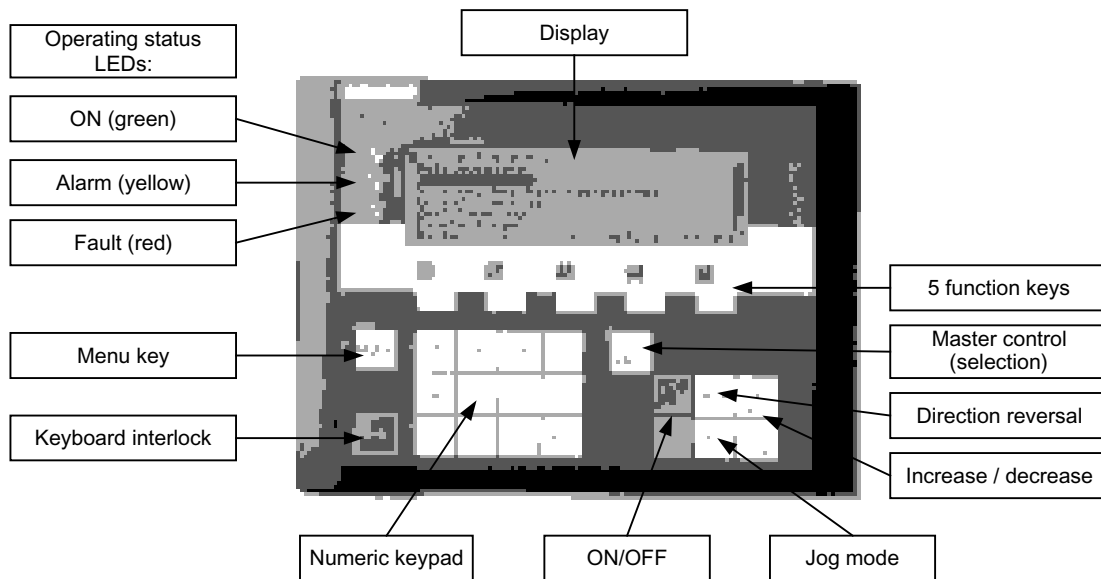 Operating status
LEDs:
Display
ON (green)
Alarm (yellow)
Fault (red)
5 function keys
Menu key
Master control
(selection)
Keyboard interlock
Direction reversal
Increase / decrease
Numeric keypad
ON/OFF
Jog mode